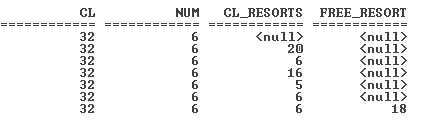 CL NUM CL_RESORTS FREE_RESORT
============ ============ ============ ============
32 6 <null> <null>
32 6 20 <null>
32 6 6 <null>
32 6 16 <null>
32 6 5 <null>
32 6 6 <null>
32 6 6 18